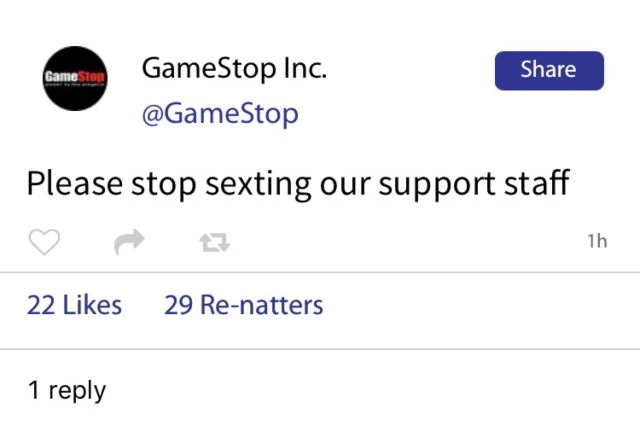 GameStop
GameStop Inc.
Share
@GameStop
Please stop sexting our support staff
1h
22 Likes 29 Re-natters
1 reply